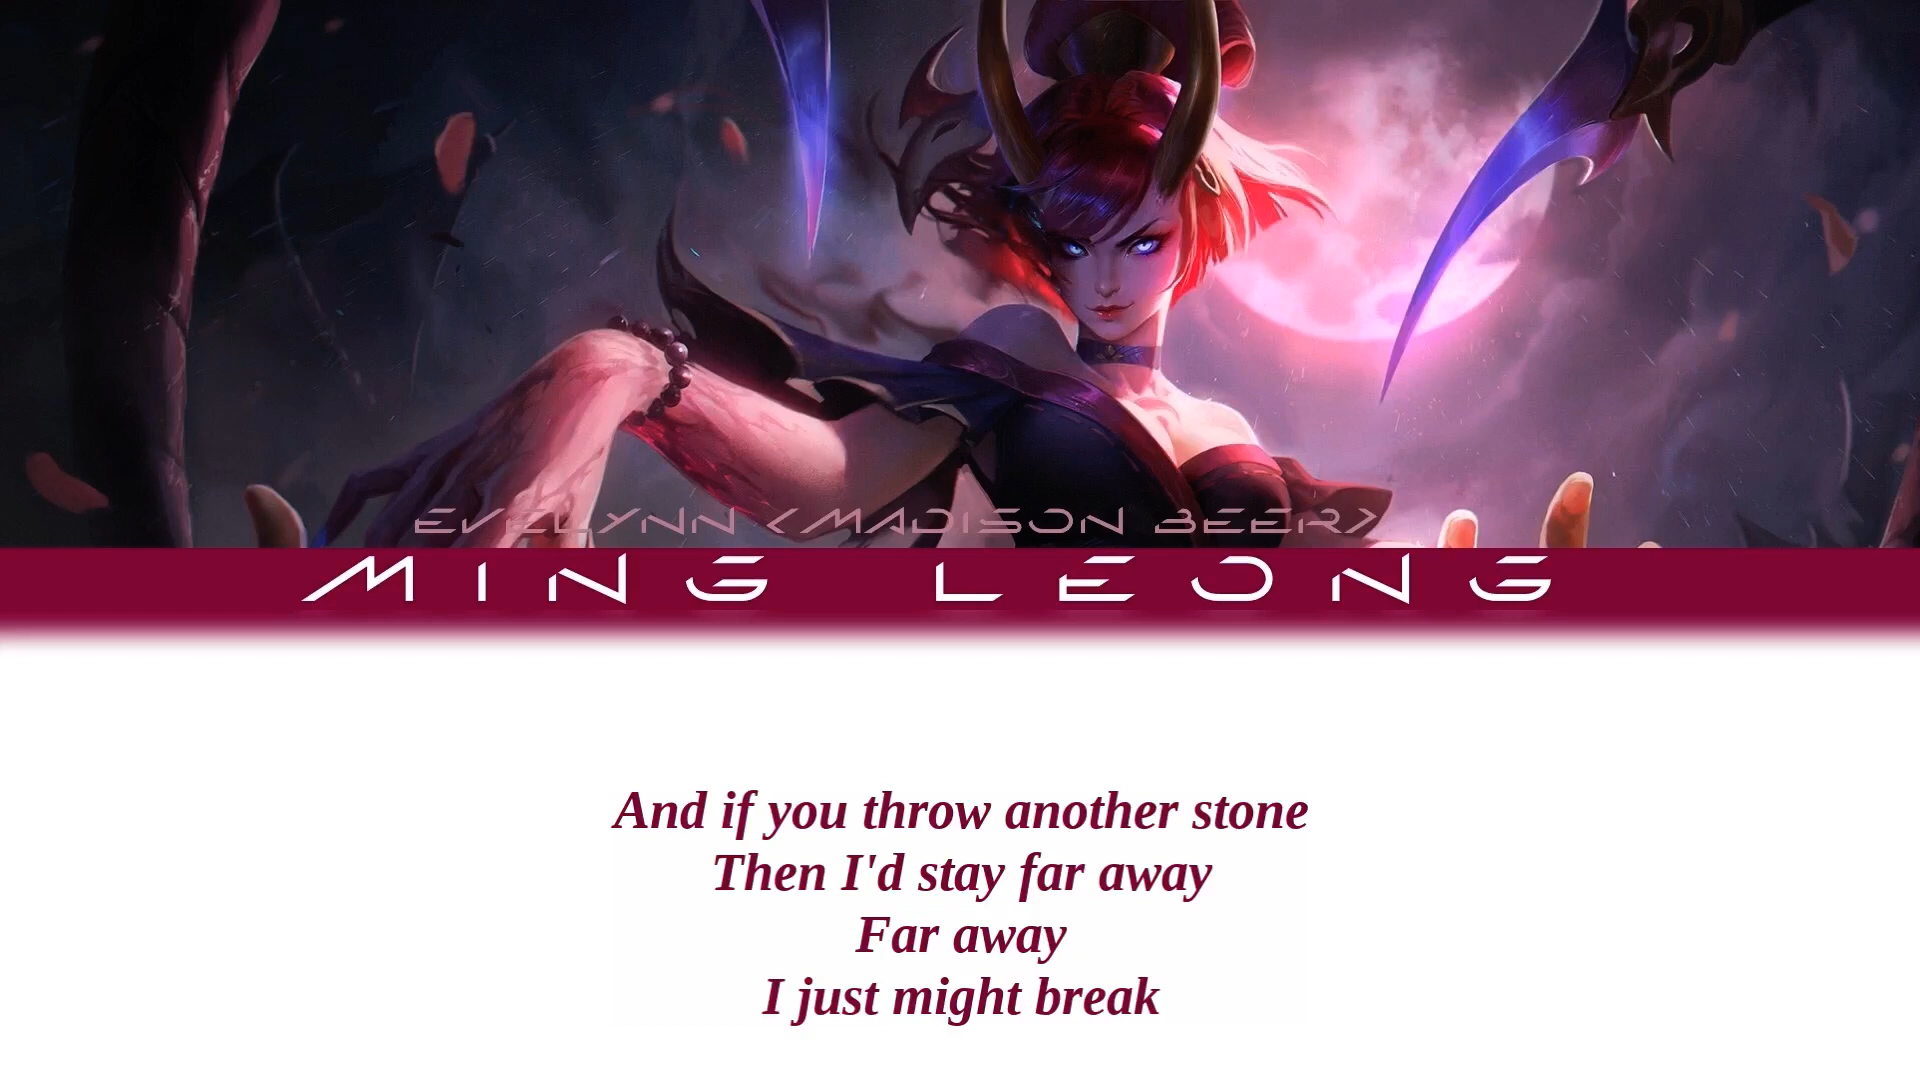 EVELYNN <MADISON BEER>
MING LEONG
And if you throw another stone
Then I'd stay far away
Far away
I just might break